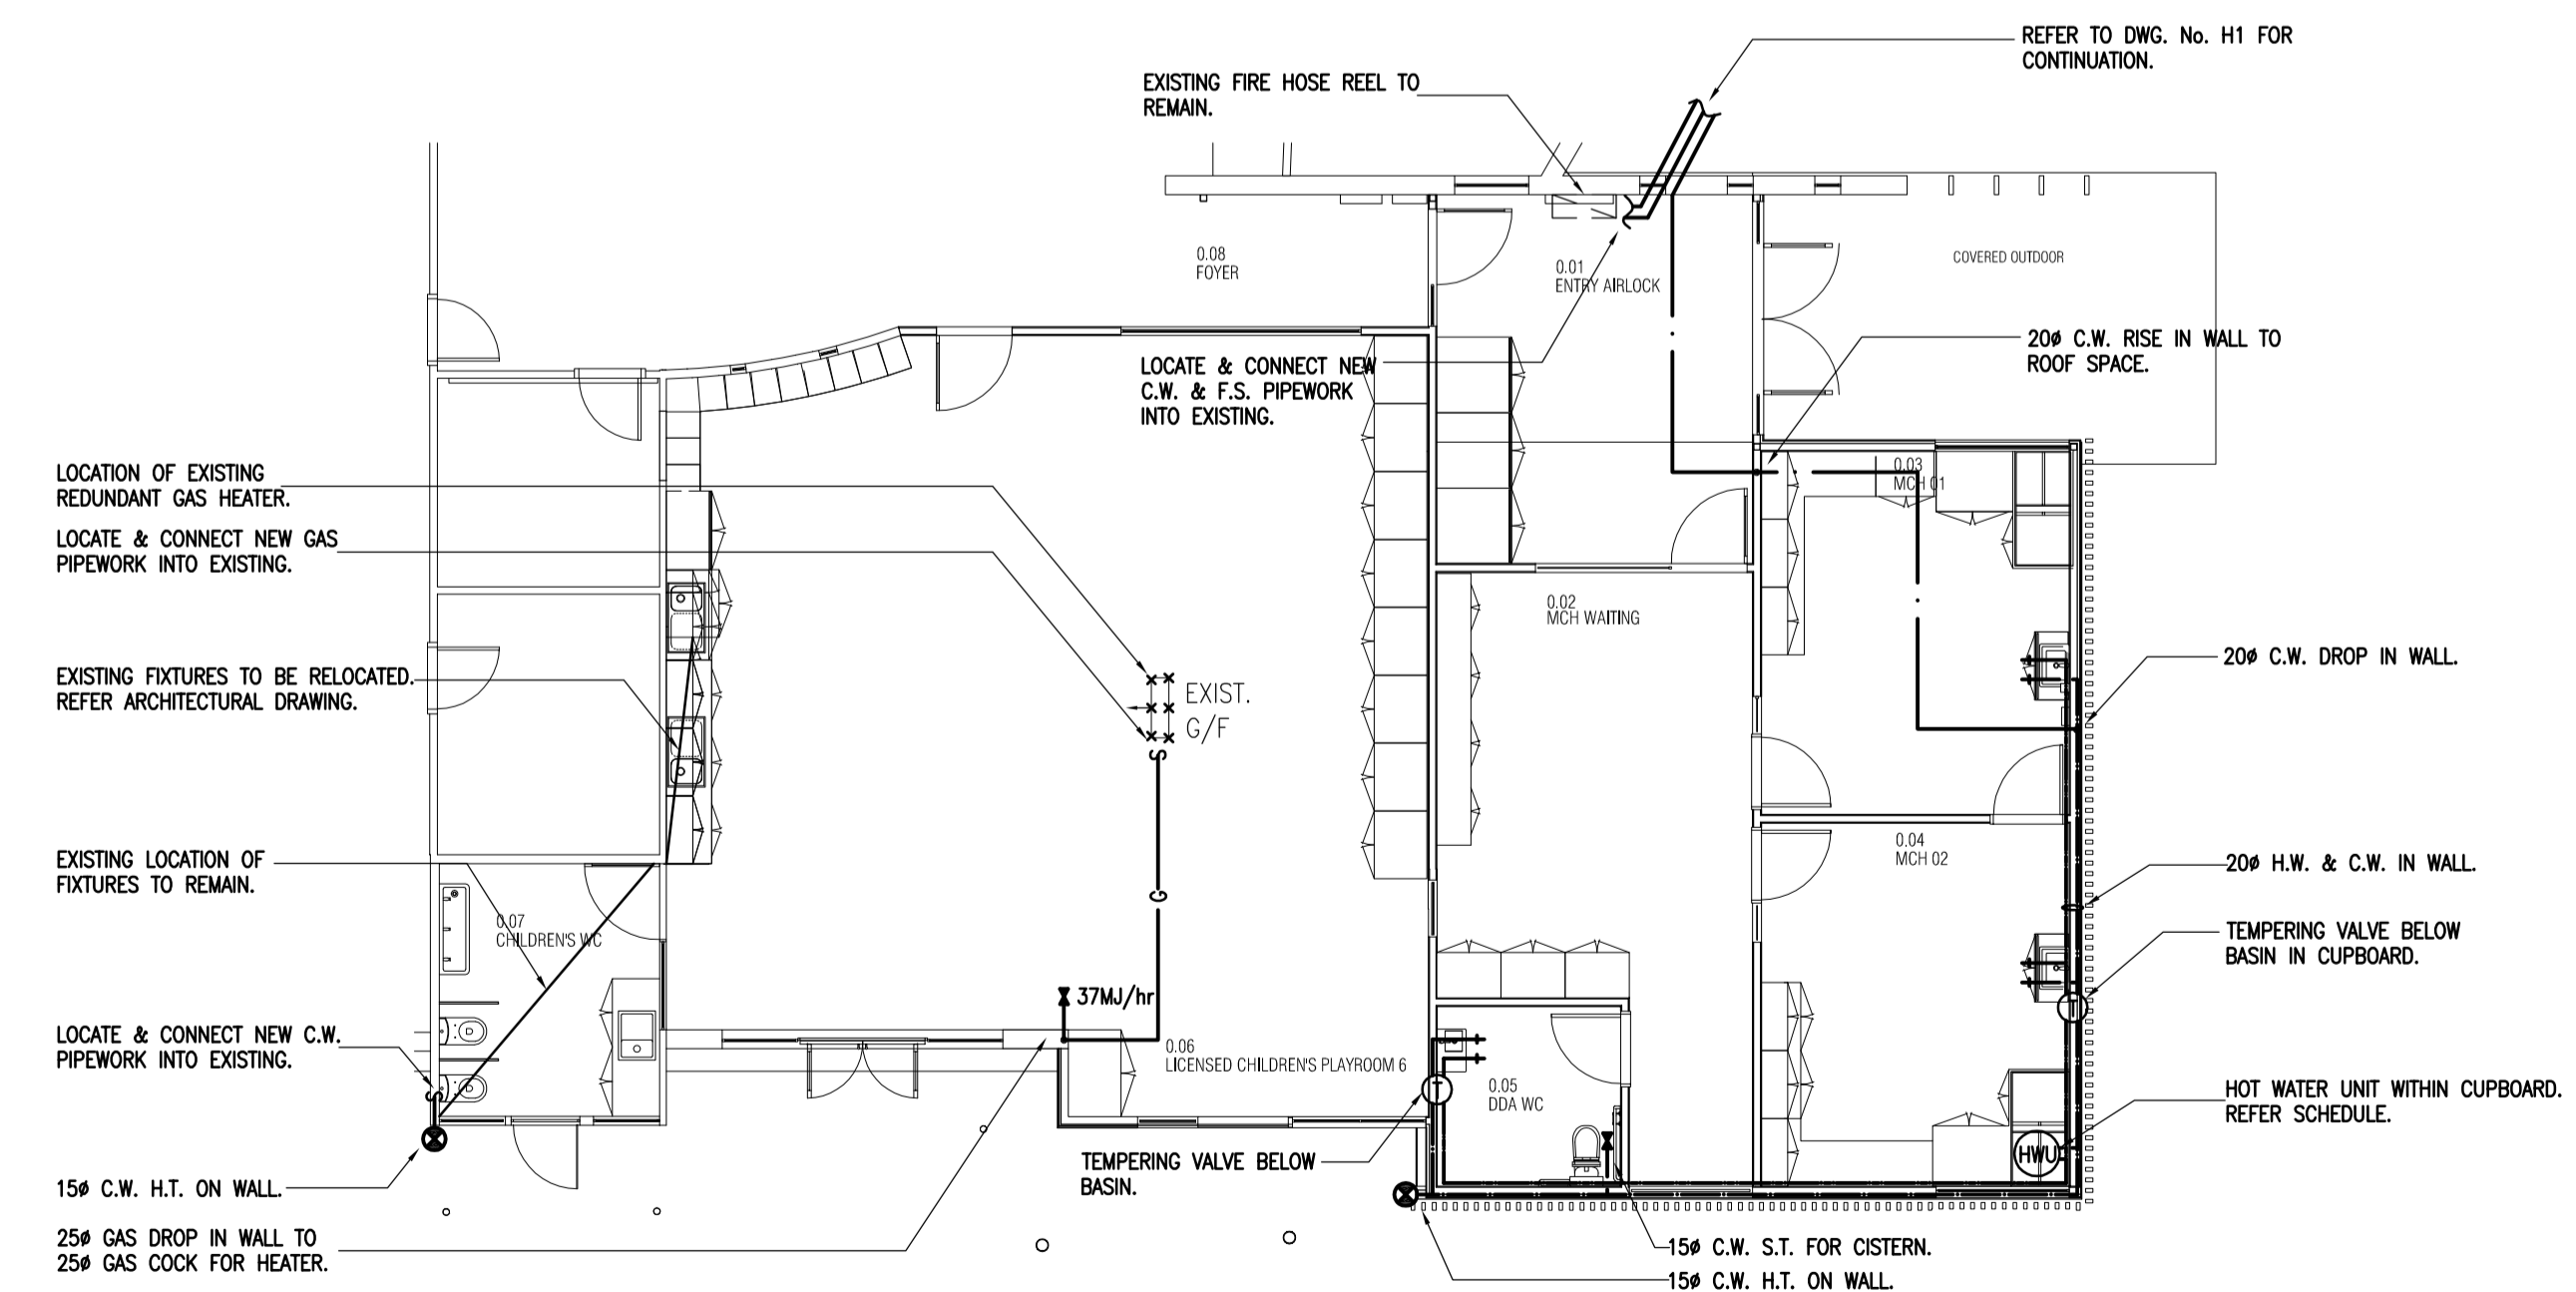 REFER TO DWG. No. H1 FOR
CONTINUATION.
EXISTING FIRE HOSE REEL TO
REMAIN.
0.08
FOYER
0.01
ENTRY AIRLOCK
COVERED OUTDOOR
20ø C.W. RISE IN WALL TO
ROOF SPACE.
LOCATE & CONNECT NEW
C.W. & F.S. PIPEWORK
INTO EXISTING.
LOCATION OF EXISTING
REDUNDANT GAS HEATER.
0.03
MCH 01
LOCATE & CONNECT NEW GAS
PIPEWORK INTO EXISTING.
0.02
MCH WAITING
20ø C.W. DROP IN WALL.
EXISTING FIXTURES TO BE RELOCATED.
REFER ARCHITECTURAL DRAWING.
EXIST.
G/F
S
0.04
MCH 02
EXISTING LOCATION OF
FIXTURES TO REMAIN.
20ø H.W. & C.W. IN WALL.
G
0.07
CHILDREN'S WC
TEMPERING VALVE BELOW
BASIN IN CUPBOARD.
37MJ/hr
T
LOCATE & CONNECT NEW C.W.
PIPEWORK INTO EXISTING.
0.06
LICENSED CHILDREN'S PLAYROOM 6
S
T
0.05
DDA WC
HOT WATER UNIT WITHIN CUPBOARD.
REFER SCHEDULE.
HWU
TEMPERING VALVE BELOW
BASIN.
15ø C.W. H.T. ON WALL.
25ø GAS DROP IN WALL TO
25ø GAS COCK FOR HEATER.
15ø C.W. S.T. FOR CISTERN.
15ø C.W. H.T. ON WALL.